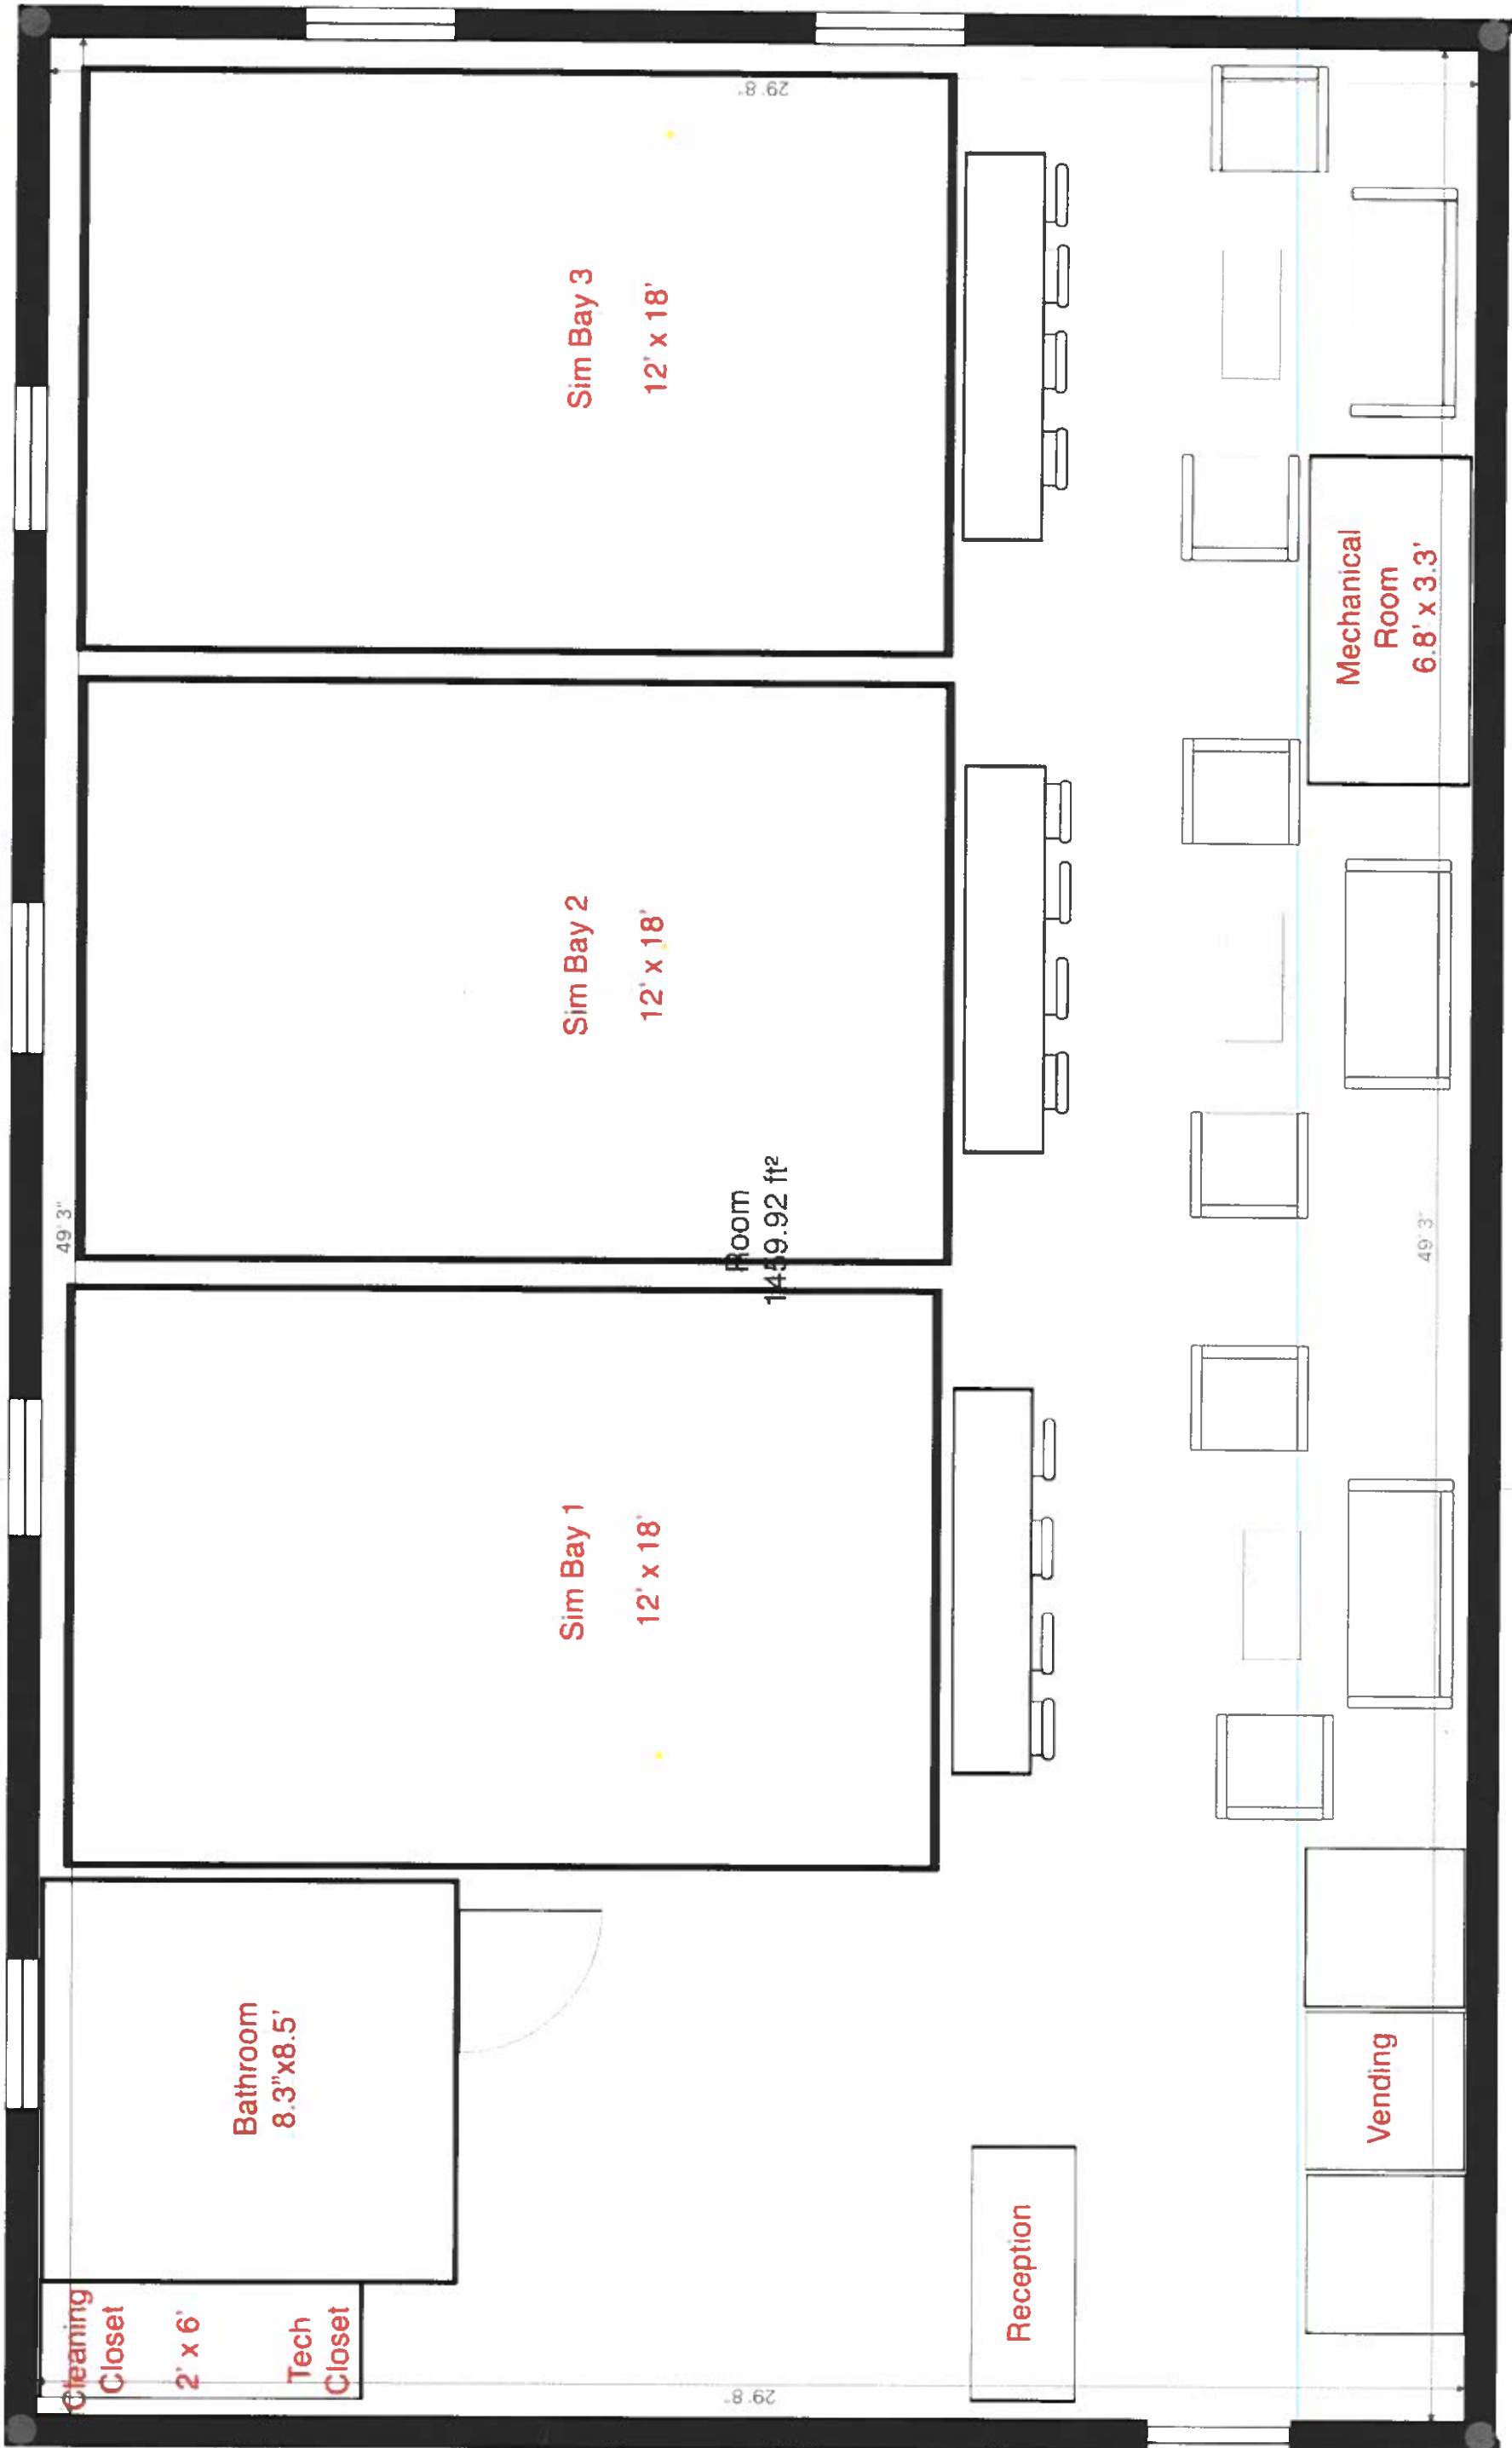 29' 8"
Sim Bay 3
12' x 18'
Mechanical
Room
6.8' x 3.3'
Sim Bay 2
12' x 18'
49' 3"
Room
1459.92 ft²
49' 3"
Sim Bay 1
12' x 18'
Bathroom
8.3"x8.5'
Vending
Cleaning
Closet
2' x 6'
Tech
Closet
Reception
29' 8"